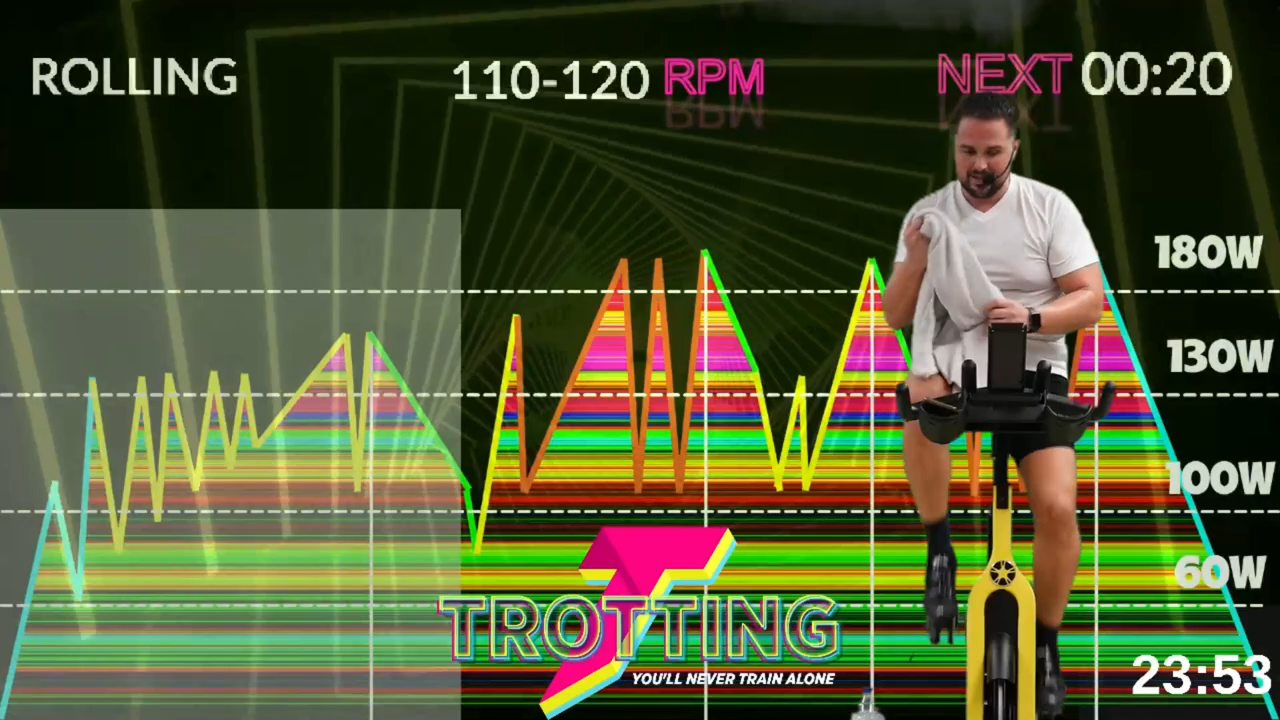 ROLLING
110-120 RPM
NEXT 00:20
180W
130W
100W
60W
TROTTING
YOU'LL NEVER TRAIN ALONE
23:53